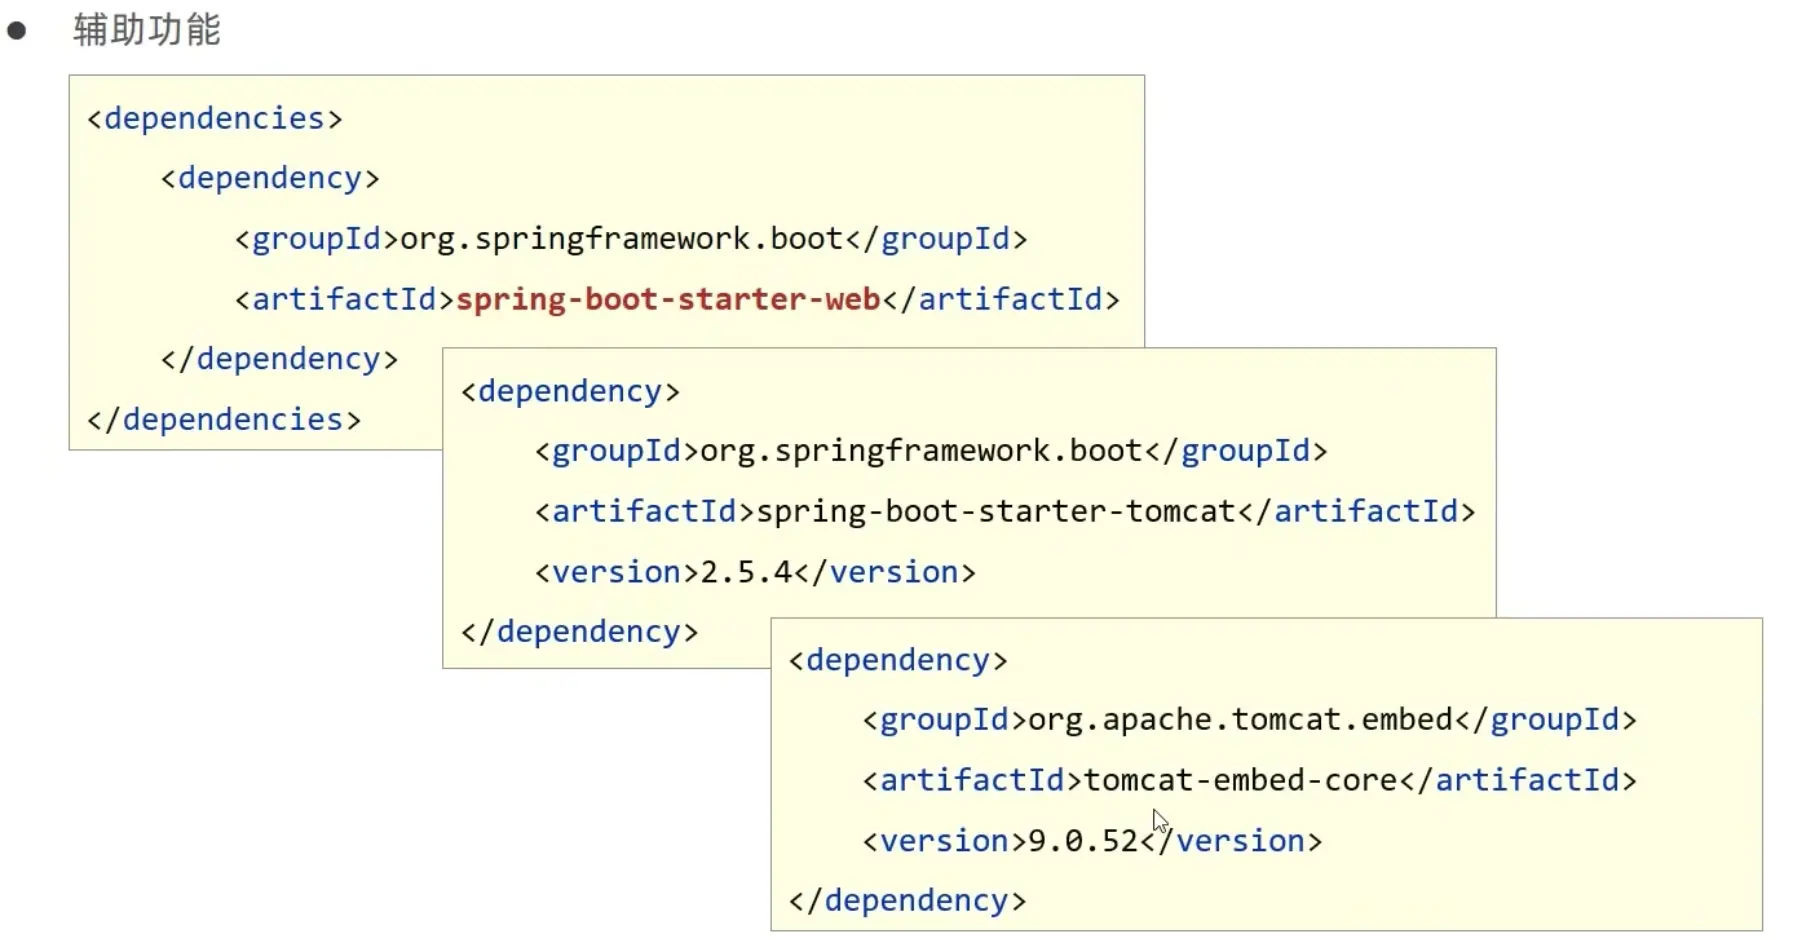 ● 辅助功能
<dependencies>
<dependency>
<groupId>org.springframework.boot</groupId>
<artifactId>spring-boot-starter-web</artifactId>
</dependency>
</dependencies>
<dependency>
<groupId>org.springframework.boot</groupId>
<artifactId>spring-boot-starter-tomcat</artifactId>
<version>2.5.4</version>
</dependency>
<dependency>
<groupId>org.apache.tomcat.embed</groupId>
<artifactId>tomcat-embed-core</artifactId>
<version>9.0.52</version>
</dependency>